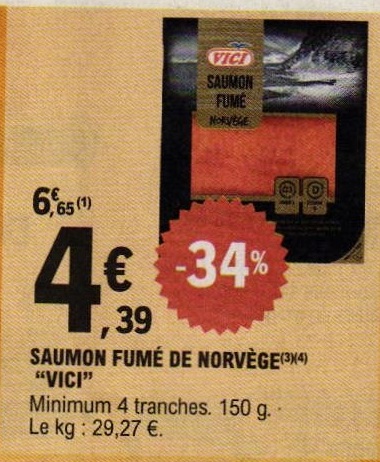 VICI
SAUMON
FUMÉ
NORVÈGE
6€,65 (1)
-34%
4€,39
SAUMON FUMÉ DE NORVÈGE(3)(4)
“VICI”
Minimum 4 tranches. 150 g.
Le kg : 29,27 €.